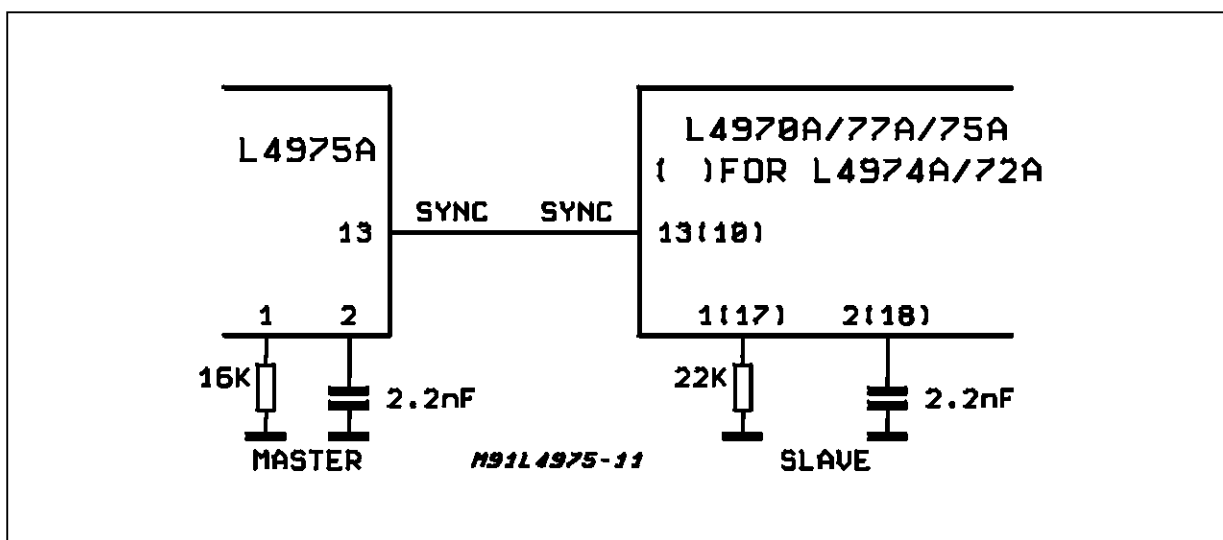 L4975A
L4970A/77A/75A
( )FOR L4974A/72A
SYNC SYNC
13
13(10)
1 2
1(17) 2(18)
16K
2.2nF
22K
2.2nF
MASTER
M91L4975-11
SLAVE